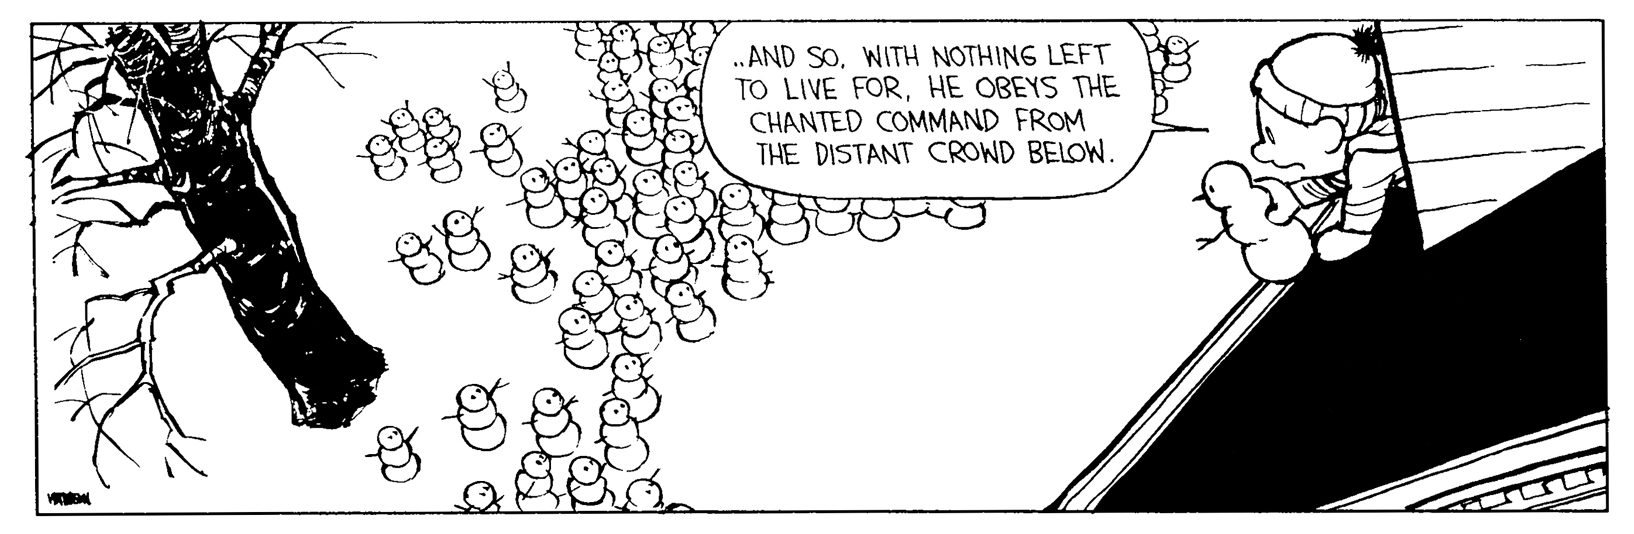 ..AND SO, WITH NOTHING LEFT
TO LIVE FOR, HE OBEYS THE
CHANTED COMMAND FROM
THE DISTANT CROWD BELOW.